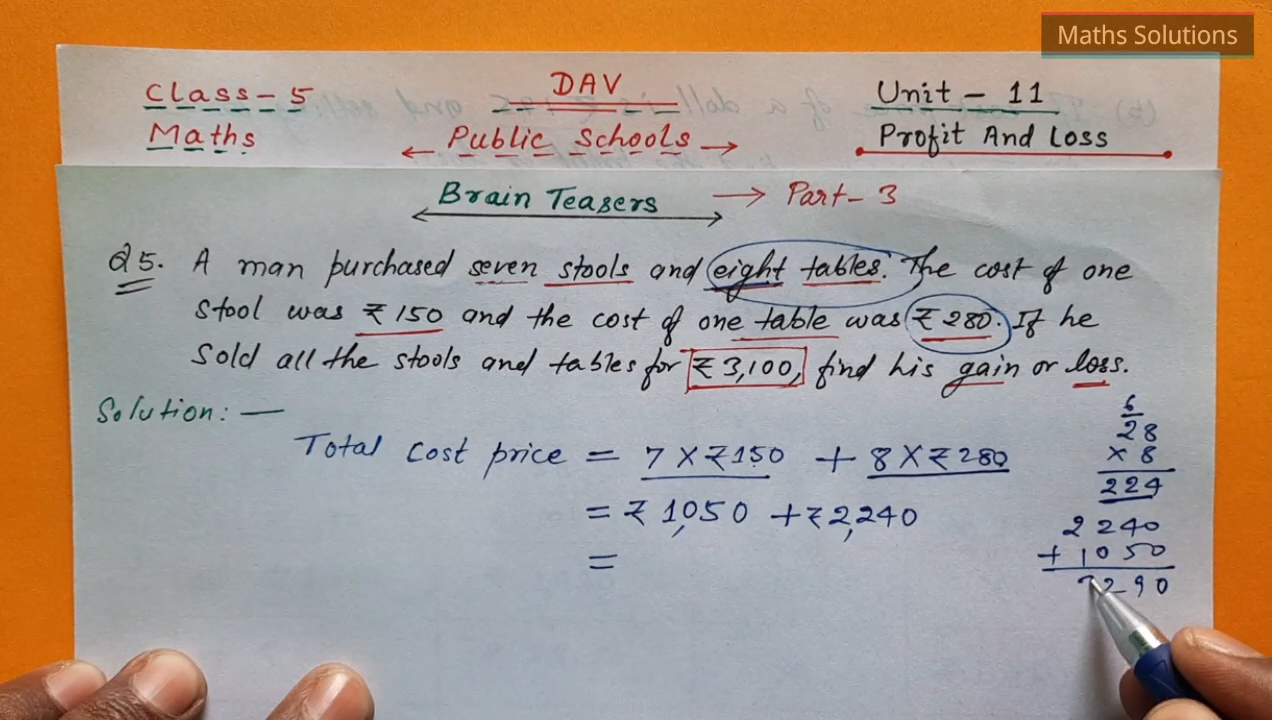 Maths Solutions
Class - 5 DAV Unit - 11
Maths Public Schools Profit And Loss
Brain Teasers → Part - 3
Q5. A man purchased seven stools and eight tables. The cost of one
stool was ₹150 and the cost of one table was ₹280. If he
Sold all the stools and tables for ₹3,100, find his gain or loss.
Solution: —
Total cost price = 7 × ₹150 + 8 × ₹280
= ₹1,050 + ₹2,240
=
6
28
× 8
224
2240
+ 1050
3290